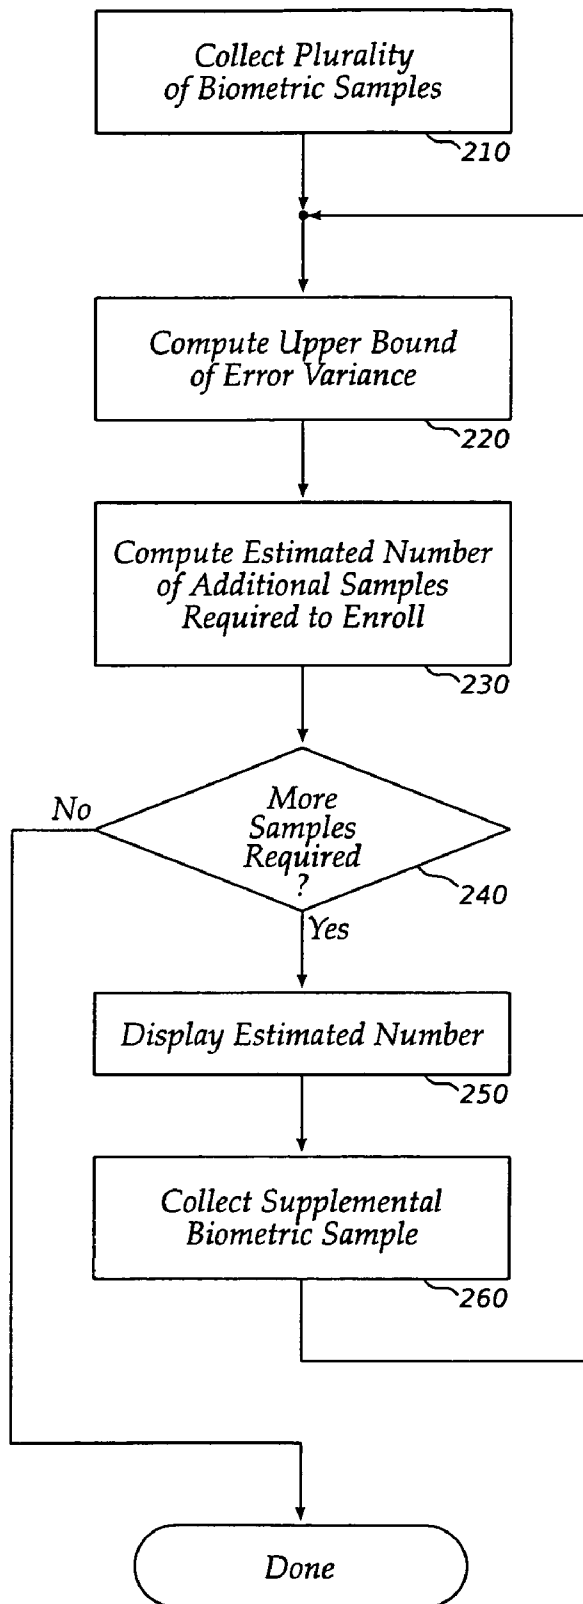 Collect Plurality
of Biometric Samples
210
Compute Upper Bound
of Error Variance
220
Compute Estimated Number
of Additional Samples
Required to Enroll
230
No
More
Samples
Required
?
240
Yes
Display Estimated Number
250
Collect Supplemental
Biometric Sample
260
Done